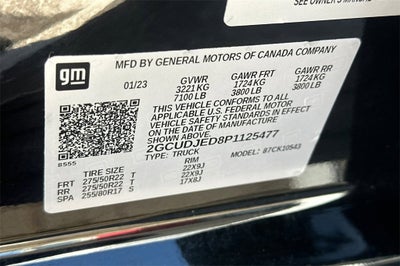 SEE OWNER'S MANUAL
gm
MFD BY GENERAL MOTORS OF CANADA COMPANY
01/23 GVWR GAWR FRT GAWR RR
3221 KG 1724 KG 1724 KG
7100 LB 3800 LB 3800 LB
THIS VEHICLE CONFORMS TO ALL
APPLICABLE U.S. FEDERAL MOTOR
VEHICLE SAFETY STANDARDS IN EFFECT
ON THE DATE OF MANUFACTURE
SHOWN ABOVE.
2GCUDJED8P1125477
8555 TYPE: TRUCK MODEL: 87CK10543
TIRE SIZE RIM
FRT 275/50R22 T 22X9J
RR 275/50R22 T 22X9J
SPA 255/80R17 S 17X8J